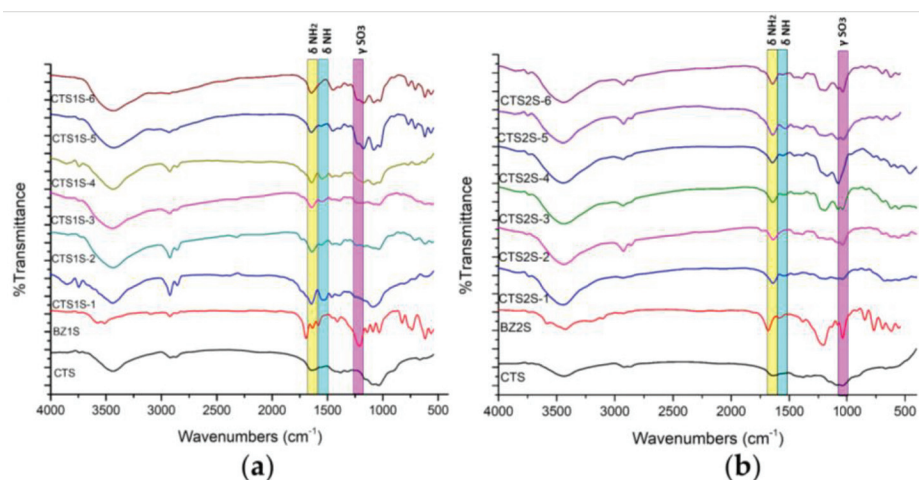 δ NH₂
δ NH
γ SO3
%Transmittance
CTS1S-6
CTS1S-5
CTS1S-4
CTS1S-3
CTS1S-2
CTS1S-1
BZ1S
CTS
4000 3500 3000 2500 2000 1500 1000 500
Wavenumbers (cm⁻¹)
(a)
δ NH₂
δ NH
γ SO3
%Transmittance
CTS2S-6
CTS2S-5
CTS2S-4
CTS2S-3
CTS2S-2
CTS2S-1
BZ2S
CTS
4000 3500 3000 2500 2000 1500 1000 500
Wavenumbers (cm⁻¹)
(b)